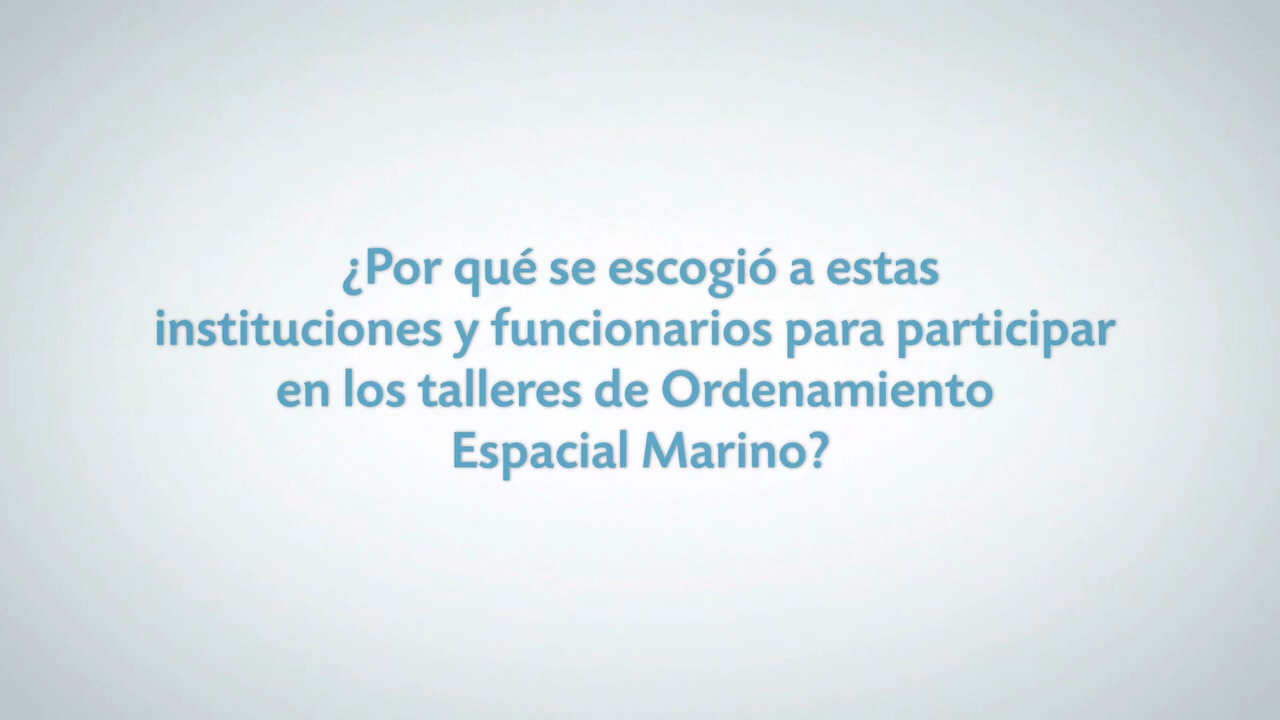 ¿Por qué se escogió a estas
instituciones y funcionarios para participar
en los talleres de Ordenamiento
Espacial Marino?